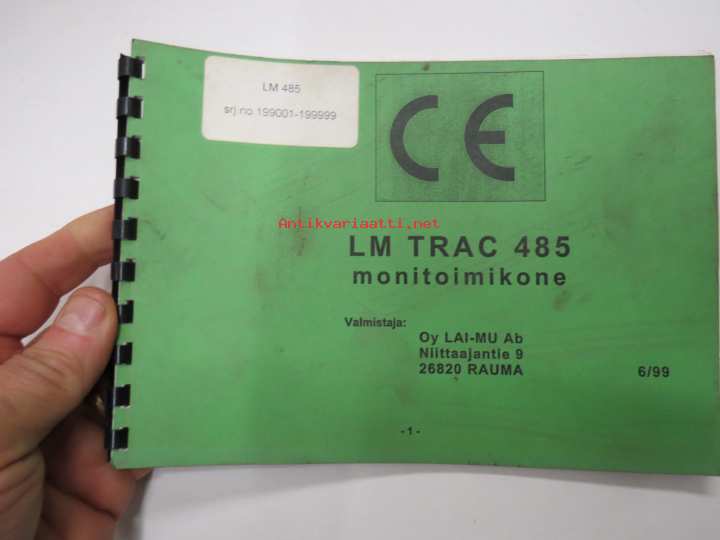 LM 485
srj.no.199001-199999
CE
Antikvariaatti.net
LM TRAC 485
monitoimikone
Valmistaja:
Oy LAI-MU Ab
Niittaajantie 9
26820 RAUMA
6/99
- 1 -